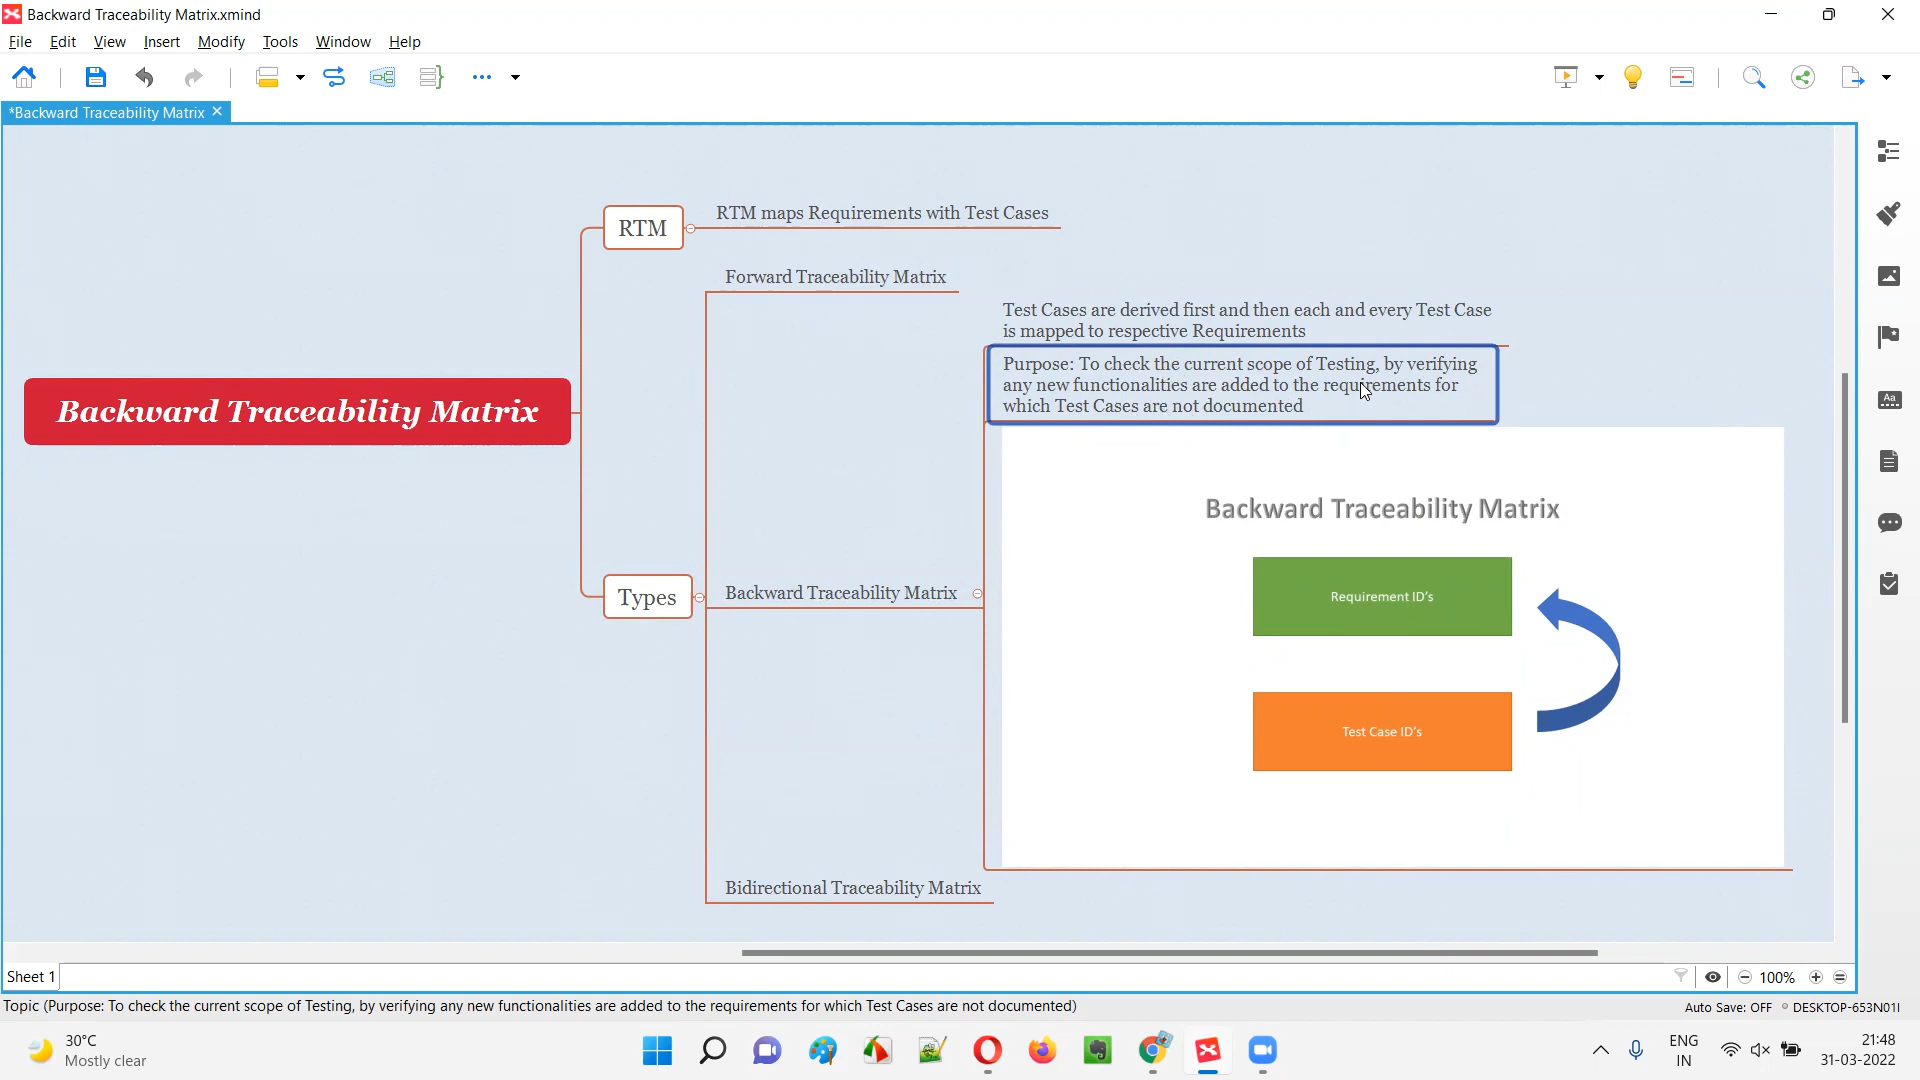 Backward Traceability Matrix.xmind
File Edit View Insert Modify Tools Window Help
*Backward Traceability Matrix
RTM
RTM maps Requirements with Test Cases
Forward Traceability Matrix
Test Cases are derived first and then each and every Test Case
is mapped to respective Requirements
Purpose: To check the current scope of Testing, by verifying
any new functionalities are added to the requirements for
which Test Cases are not documented
Backward Traceability Matrix
Backward Traceability Matrix
Requirement ID's
Types
Backward Traceability Matrix
Test Case ID's
Bidirectional Traceability Matrix
Aa
Sheet 1
100%
Topic (Purpose: To check the current scope of Testing, by verifying any new functionalities are added to the requirements for which Test Cases are not documented)
Auto Save: OFF
DESKTOP-653N01I
30°C
Mostly clear
ENG
IN
21:48
31-03-2022